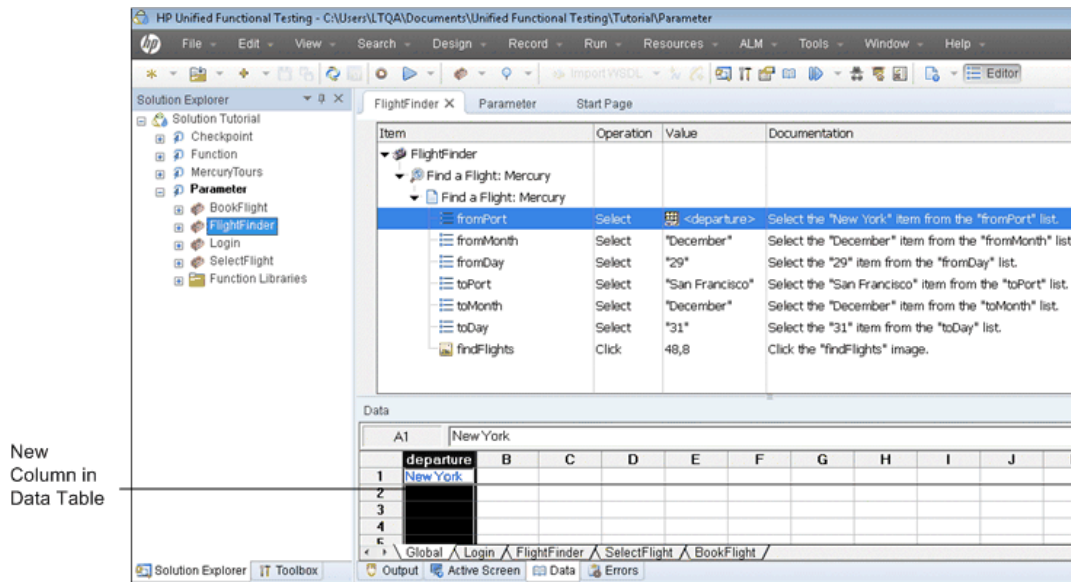 HP Unified Functional Testing - C:\Users\LTQA\Documents\Unified Functional Testing\Tutorial\Parameter
hp File Edit View Search Design Record Run Resources ALM Tools Window Help
Import WSDL Editor
Solution Explorer
Solution Tutorial
Checkpoint
Function
MercuryTours
Parameter
BookFlight
FlightFinder
Login
SelectFlight
Function Libraries
FlightFinder Parameter Start Page
Item Operation Value Documentation
FlightFinder
Find a Flight: Mercury
Find a Flight: Mercury
fromPort Select <departure> Select the "New York" item from the "fromPort" list.
fromMonth Select "December" Select the "December" item from the "fromMonth" list
fromDay Select "29" Select the "29" item from the "fromDay" list.
toPort Select "San Francisco" Select the "San Francisco" item from the "toPort" list.
toMonth Select "December" Select the "December" item from the "toMonth" list.
toDay Select "31" Select the "31" item from the "toDay" list.
findFlights Click 48,8 Click the "findFlights" image.
Data
A1 New York
departure B C D E F G H I J
1 New York
2
3
4
5
Global Login FlightFinder SelectFlight BookFlight
Solution Explorer Toolbox Output Active Screen Data Errors
New
Column in
Data Table